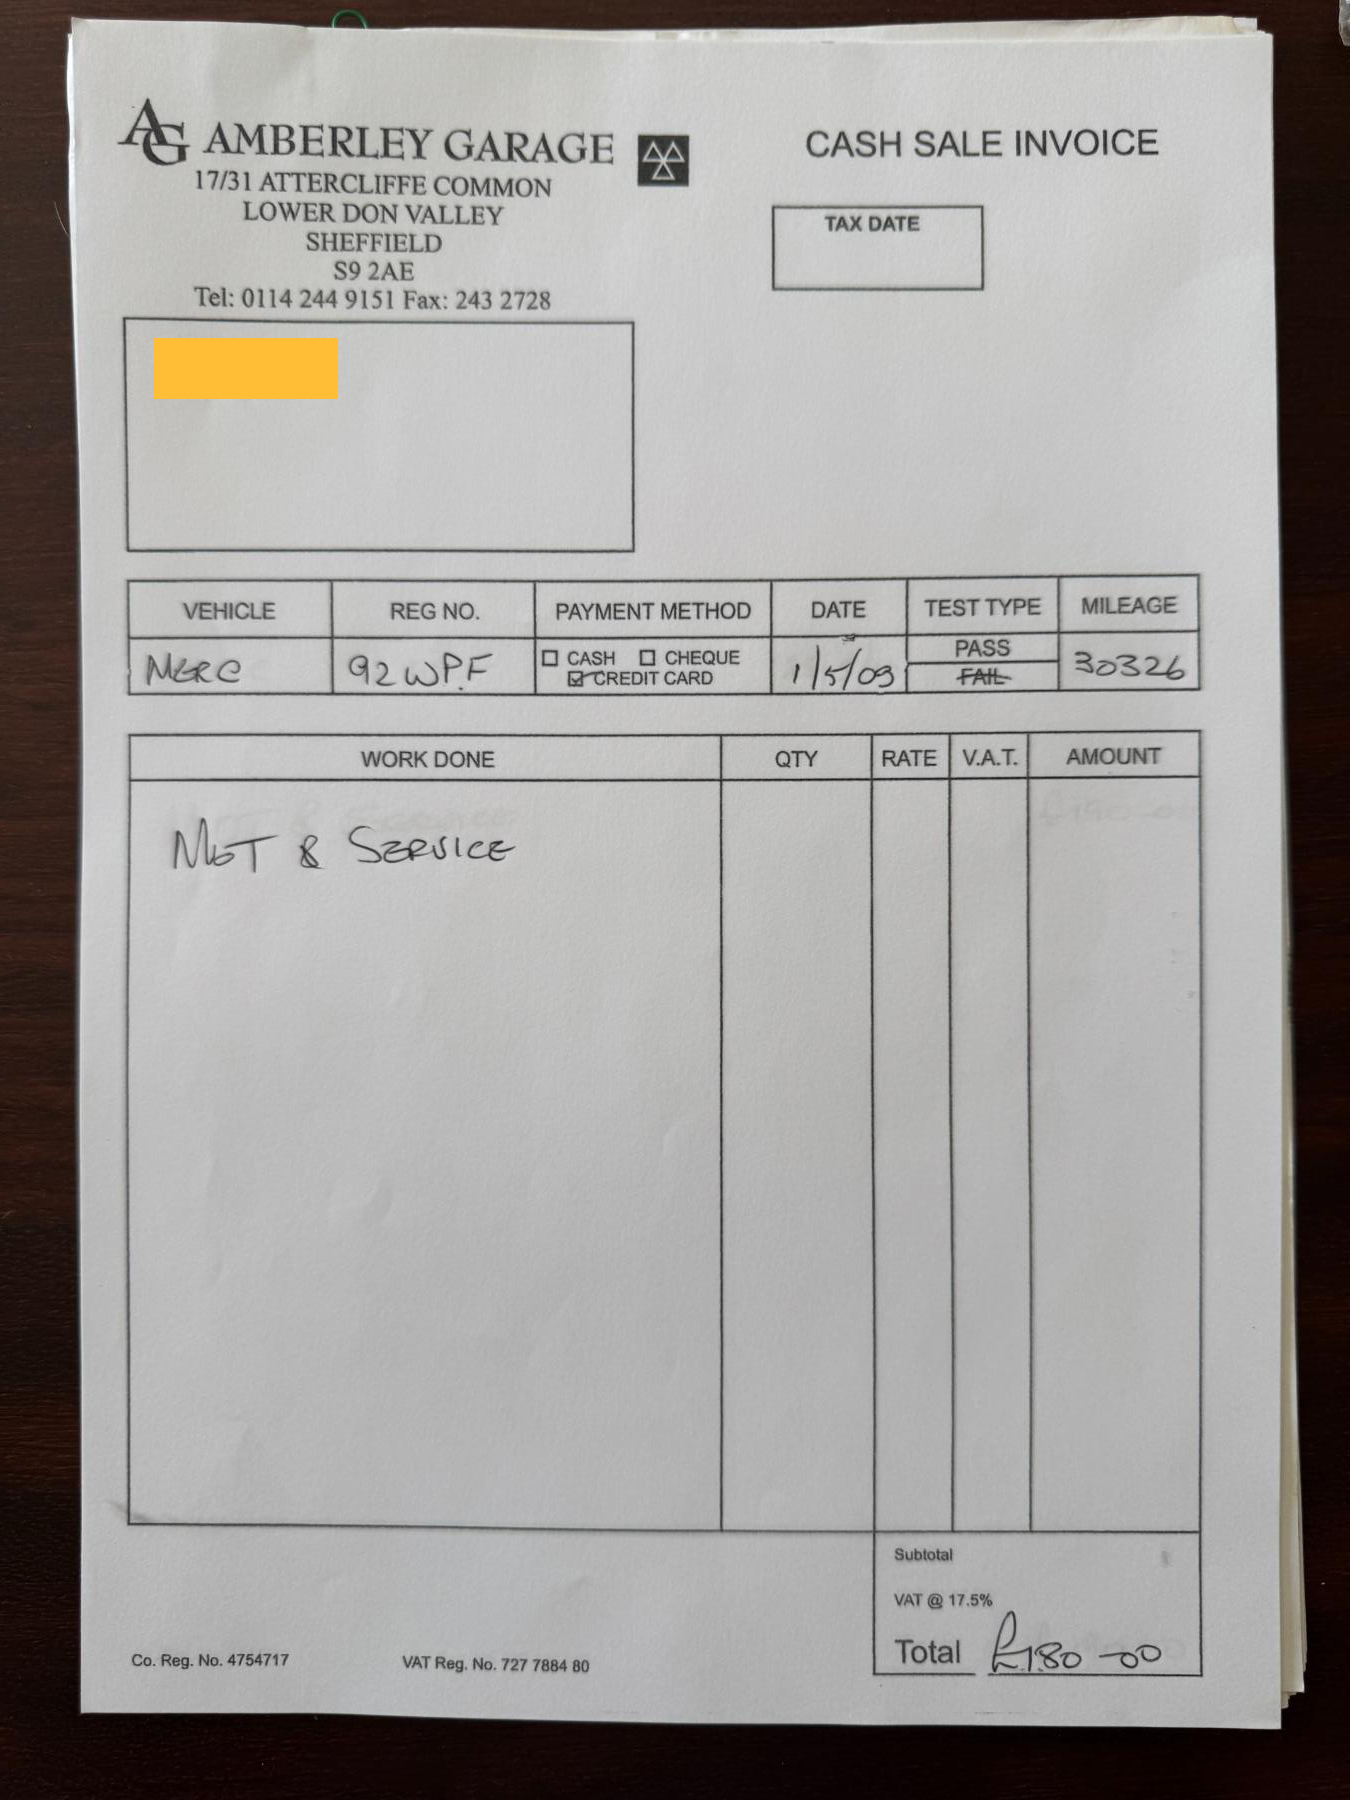 AG AMBERLEY GARAGE
17/31 ATTERCLIFFE COMMON
LOWER DON VALLEY
SHEFFIELD
S9 2AE
Tel: 0114 244 9151 Fax: 243 2728
CASH SALE INVOICE
TAX DATE
VEHICLE REG NO. PAYMENT METHOD DATE TEST TYPE MILEAGE
MERC 92 WPF CASH CHEQUE CREDIT CARD 1/5/09 PASS FAIL 30326
WORK DONE QTY RATE V.A.T. AMOUNT
MOT & SERVICE
Subtotal
VAT @ 17.5%
Total £180-00
Co. Reg. No. 4754717 VAT Reg. No. 727 7884 80